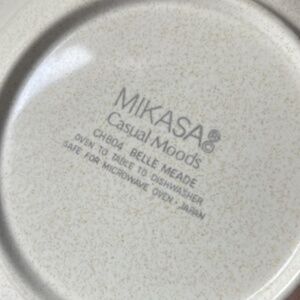 MIKASA
Casual Moods
CH804 BELLE MEADE
OVEN TO TABLE TO DISHWASHER
SAFE FOR MICROWAVE OVEN · JAPAN